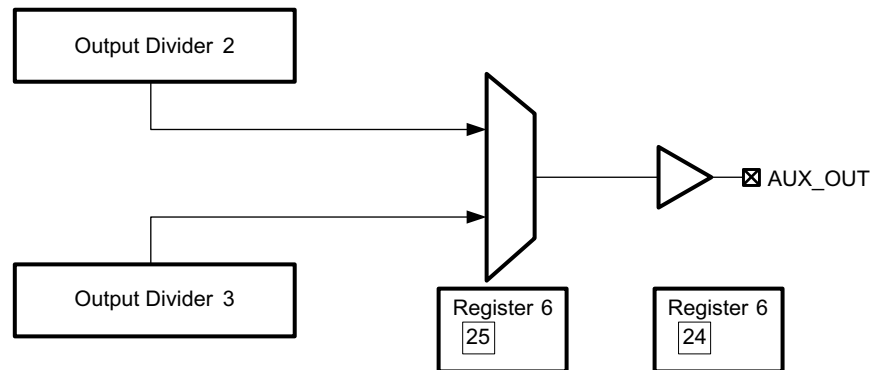 Output Divider 2
AUX_OUT
Output Divider 3
Register 6
25
Register 6
24